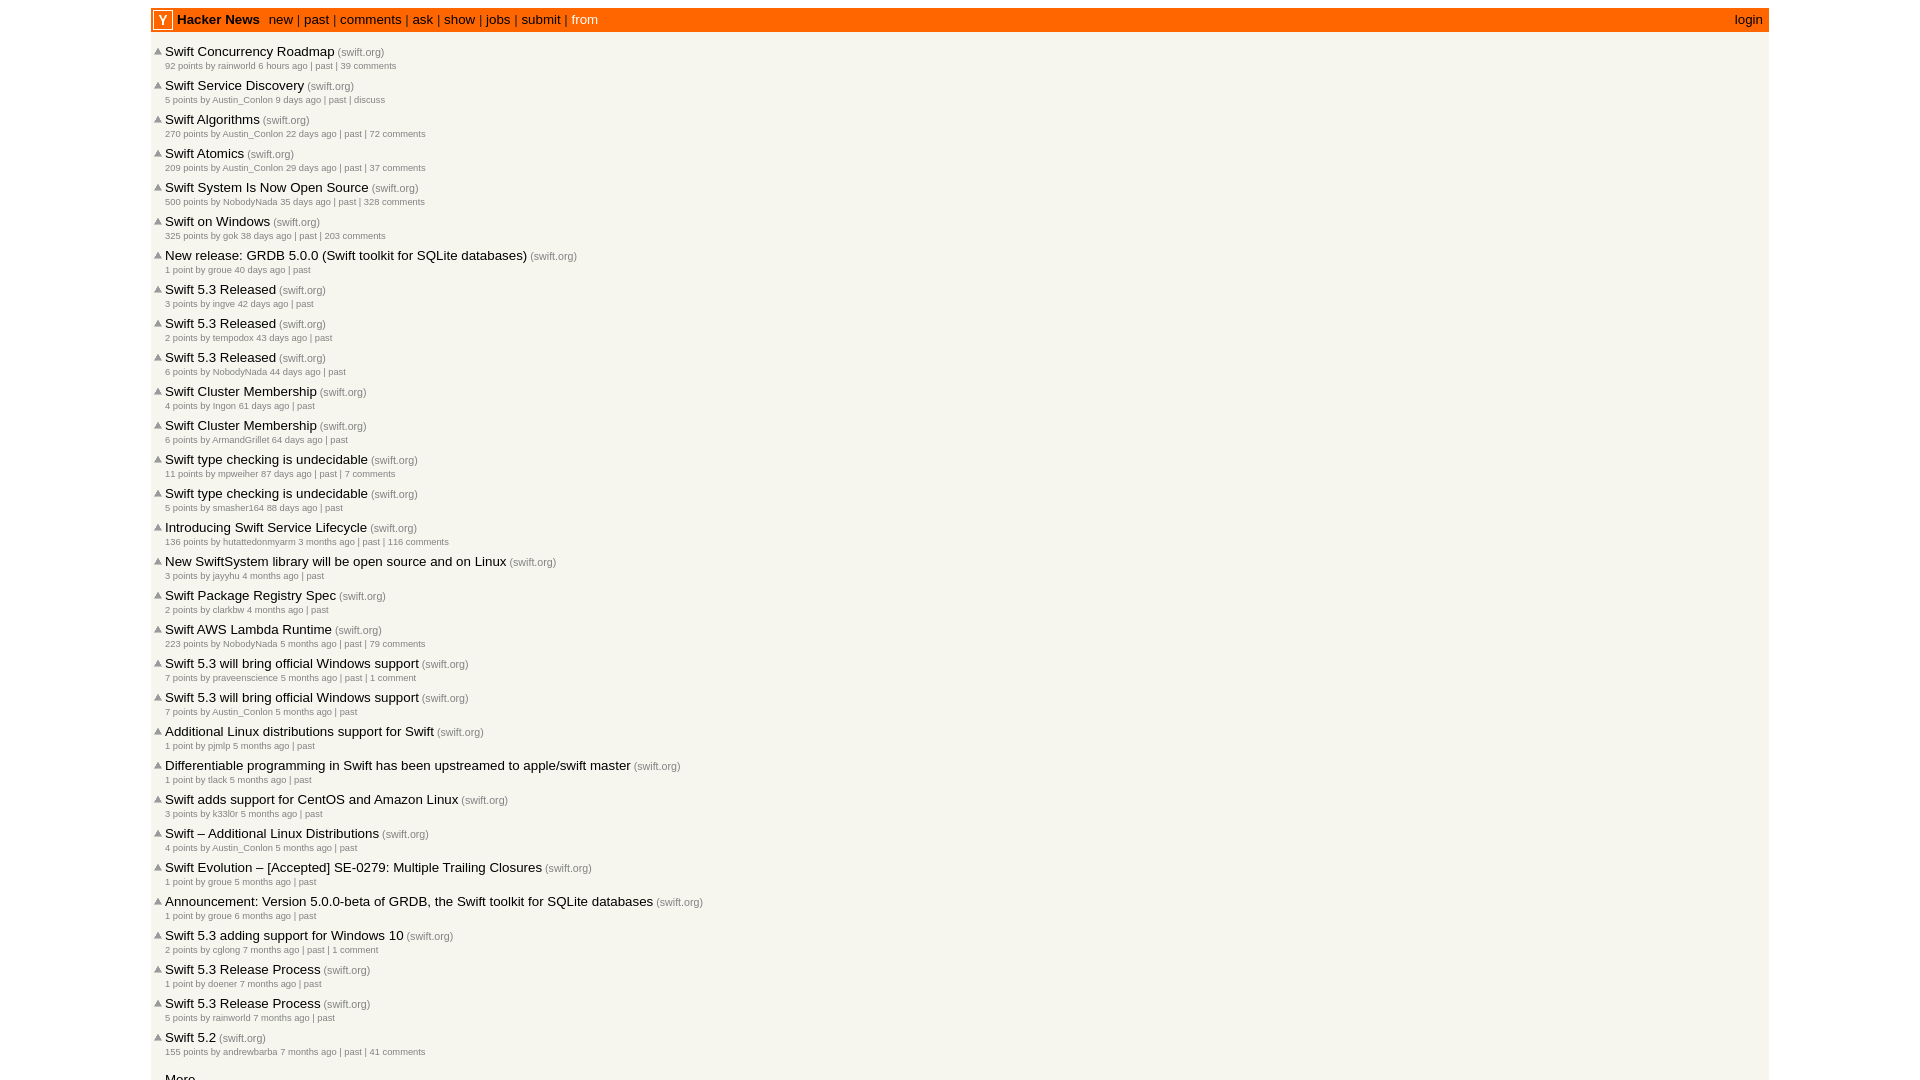 Y Hacker News new | past | comments | ask | show | jobs | submit | from login
Swift Concurrency Roadmap (swift.org)
92 points by rainworld 6 hours ago | past | 39 comments
Swift Service Discovery (swift.org)
5 points by Austin_Conlon 9 days ago | past | discuss
Swift Algorithms (swift.org)
270 points by Austin_Conlon 22 days ago | past | 72 comments
Swift Atomics (swift.org)
209 points by Austin_Conlon 29 days ago | past | 37 comments
Swift System Is Now Open Source (swift.org)
500 points by NobodyNada 35 days ago | past | 328 comments
Swift on Windows (swift.org)
325 points by gok 38 days ago | past | 203 comments
New release: GRDB 5.0.0 (Swift toolkit for SQLite databases) (swift.org)
1 point by groue 40 days ago | past
Swift 5.3 Released (swift.org)
3 points by ingve 42 days ago | past
Swift 5.3 Released (swift.org)
2 points by tempodox 43 days ago | past
Swift 5.3 Released (swift.org)
6 points by NobodyNada 44 days ago | past
Swift Cluster Membership (swift.org)
4 points by Ingon 61 days ago | past
Swift Cluster Membership (swift.org)
6 points by ArmandGrillet 64 days ago | past
Swift type checking is undecidable (swift.org)
11 points by mpweiher 87 days ago | past | 7 comments
Swift type checking is undecidable (swift.org)
5 points by smasher164 88 days ago | past
Introducing Swift Service Lifecycle (swift.org)
136 points by hutattedonmyarm 3 months ago | past | 116 comments
New SwiftSystem library will be open source and on Linux (swift.org)
3 points by jayyhu 4 months ago | past
Swift Package Registry Spec (swift.org)
2 points by clarkbw 4 months ago | past
Swift AWS Lambda Runtime (swift.org)
223 points by NobodyNada 5 months ago | past | 79 comments
Swift 5.3 will bring official Windows support (swift.org)
7 points by praveenscience 5 months ago | past | 1 comment
Swift 5.3 will bring official Windows support (swift.org)
7 points by Austin_Conlon 5 months ago | past
Additional Linux distributions support for Swift (swift.org)
1 point by pjmlp 5 months ago | past
Differentiable programming in Swift has been upstreamed to apple/swift master (swift.org)
1 point by tlack 5 months ago | past
Swift adds support for CentOS and Amazon Linux (swift.org)
3 points by k33l0r 5 months ago | past
Swift – Additional Linux Distributions (swift.org)
4 points by Austin_Conlon 5 months ago | past
Swift Evolution – [Accepted] SE-0279: Multiple Trailing Closures (swift.org)
1 point by groue 5 months ago | past
Announcement: Version 5.0.0-beta of GRDB, the Swift toolkit for SQLite databases (swift.org)
1 point by groue 6 months ago | past
Swift 5.3 adding support for Windows 10 (swift.org)
2 points by cglong 7 months ago | past | 1 comment
Swift 5.3 Release Process (swift.org)
1 point by doener 7 months ago | past
Swift 5.3 Release Process (swift.org)
5 points by rainworld 7 months ago | past
Swift 5.2 (swift.org)
155 points by andrewbarba 7 months ago | past | 41 comments
More